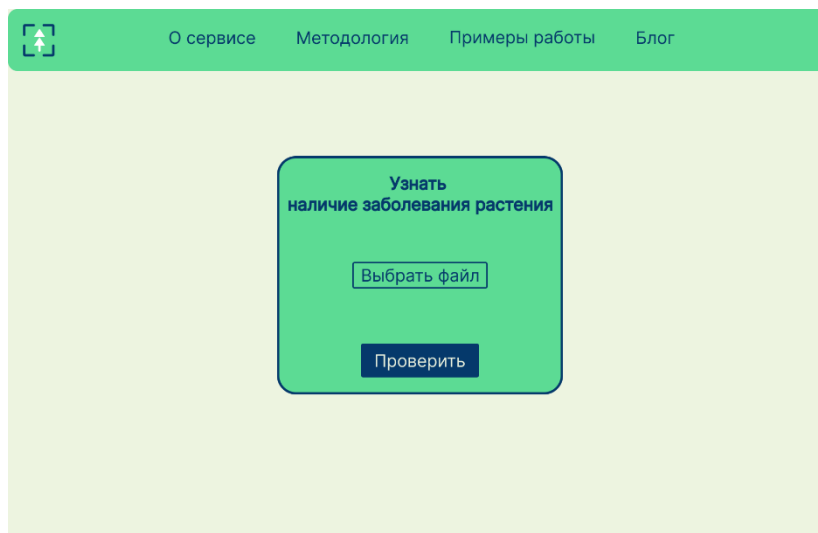 О сервисе Методология Примеры работы Блог
Узнать
наличие заболевания растения
Выбрать файл
Проверить